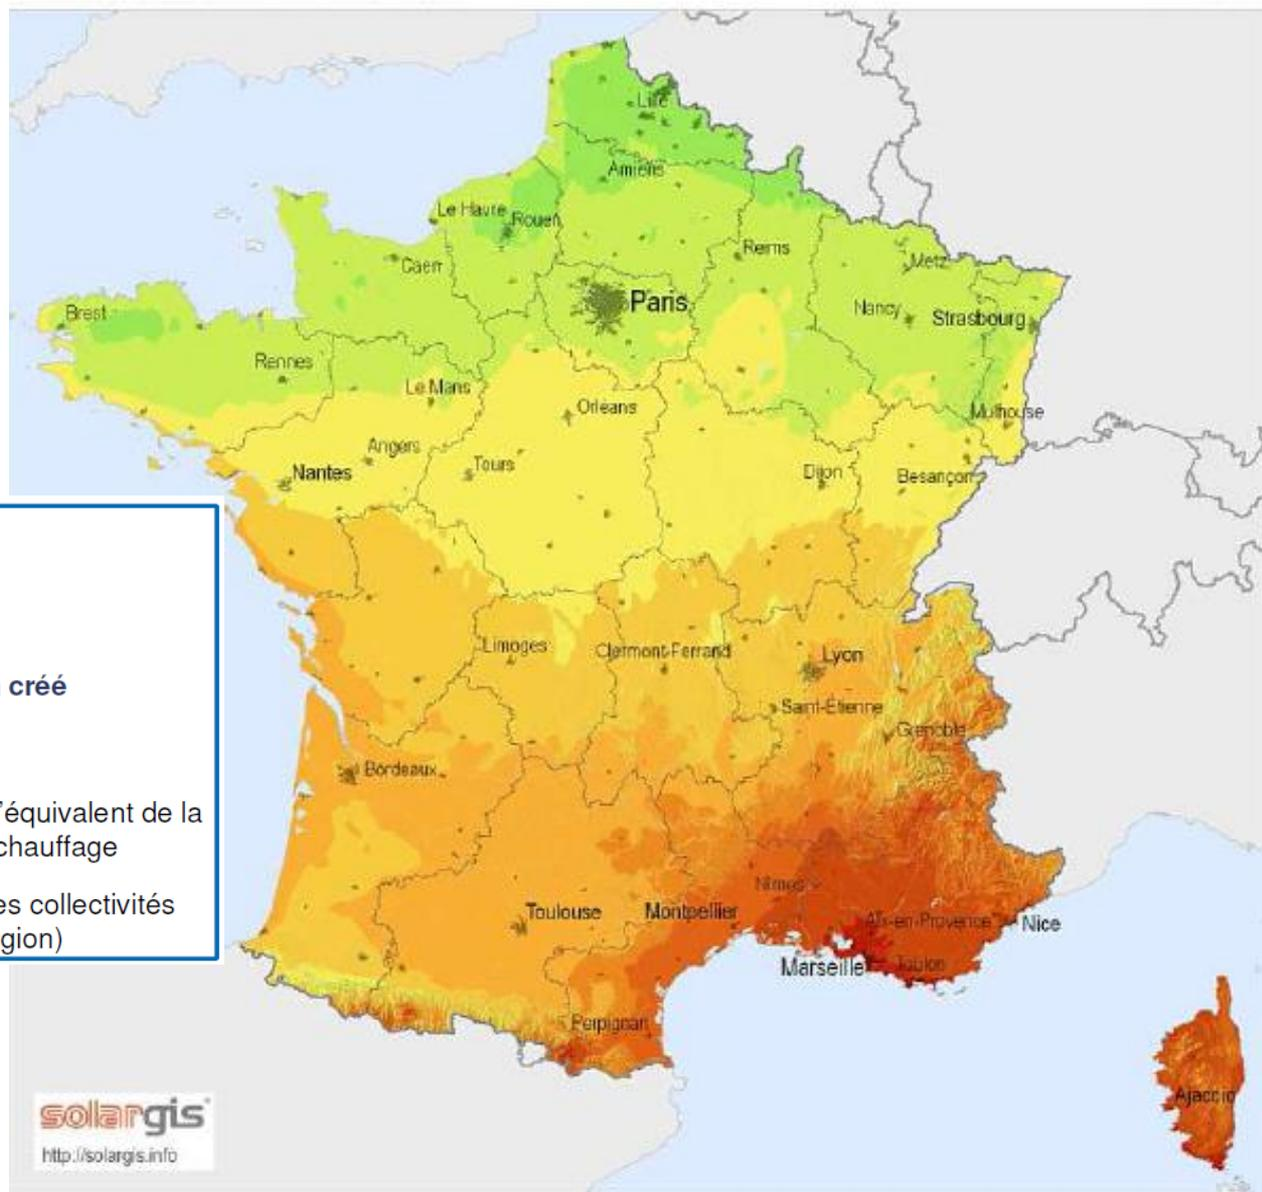 Lille
Amiens
Le Havre
Rouen
Reims
Caen
Metz
Paris
Brest
Nancy
Strasbourg
Rennes
Le Mans
Orléans
Mulhouse
Angers
Tours
Nantes
Dijon
Besançon
créé
Limoges
Clermont-Ferrand
Lyon
Saint-Etienne
Grenoble
Bordeaux
'équivalent de la
chauffage
es collectivités
gion)
Nimes
Toulouse
Montpellier
Aix-en-Provence
Nice
Marseille
Toulon
Perpignan
Ajaccio
solargis
http://solargis.info